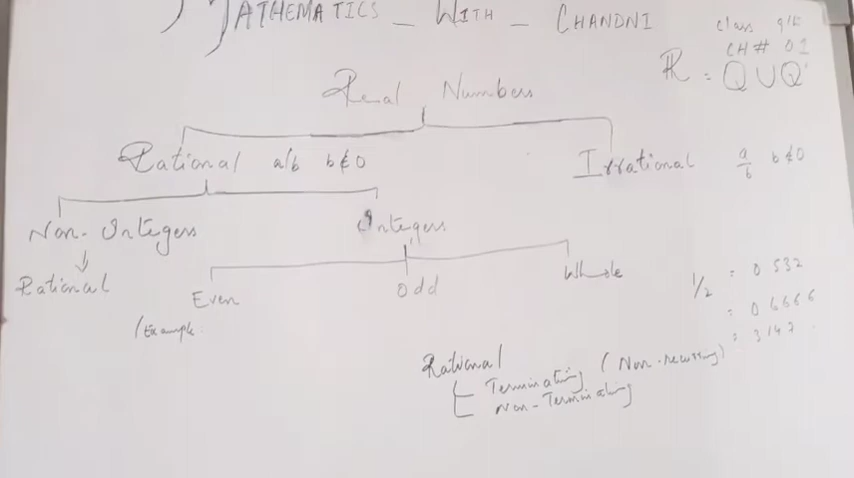 MATHEMATICS _ WITH _ CHANDNI
class 9th
CH# 01
R = Q U Q'
Real Numbers
Rational a/b b≠0
Irrational a/b b≠0
Non-Integers Integers
Rational
Even Odd Whole
(Example:
1/2 = 0 532
= 0 6666
= 3 147
Rational
Terminating (Non-recurring)
Non-Terminating